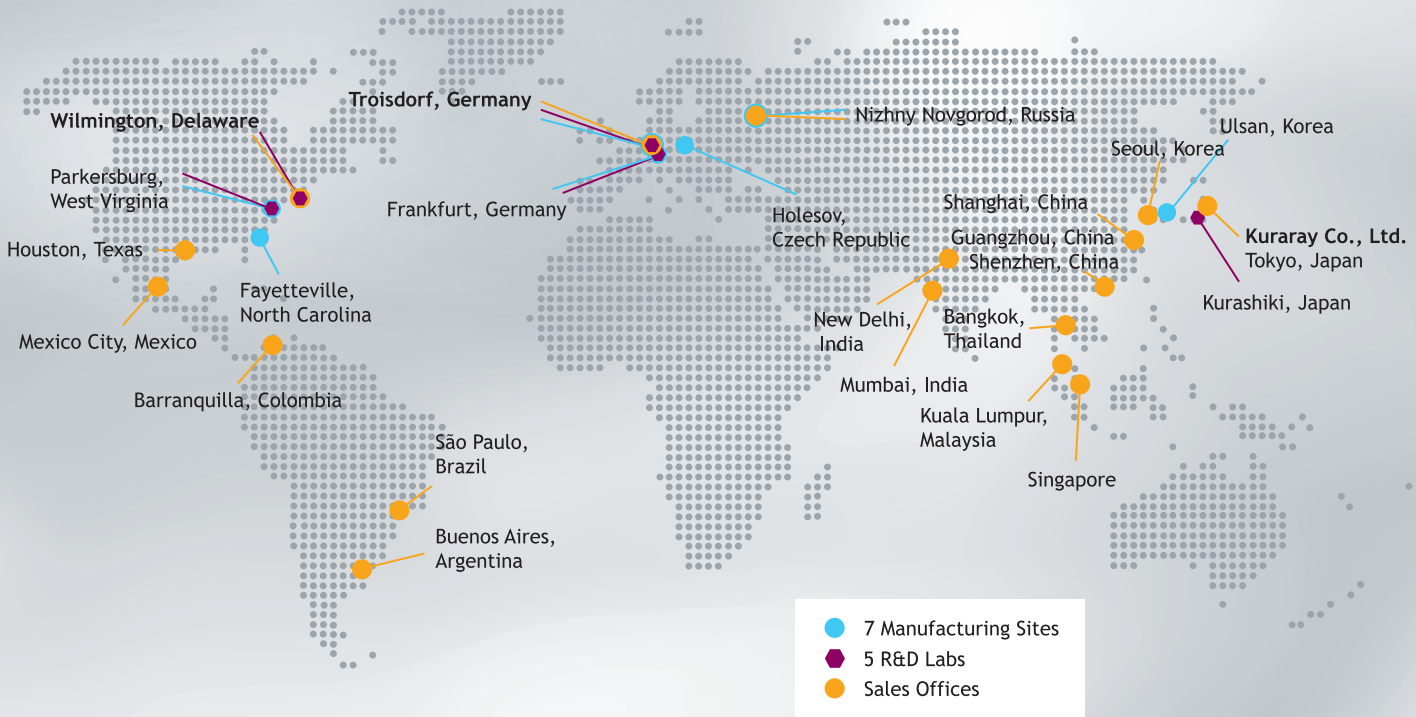 Troisdorf, Germany
Wilmington, Delaware
Nizhny Novgorod, Russia
Ulsan, Korea
Seoul, Korea
Parkersburg,
West Virginia
Frankfurt, Germany
Holesov,
Czech Republic
Shanghai, China
Guangzhou, China
Shenzhen, China
Kuraray Co., Ltd.
Tokyo, Japan
Kurashiki, Japan
Houston, Texas
Fayetteville,
North Carolina
Mexico City, Mexico
New Delhi,
India
Bangkok,
Thailand
Mumbai, India
Barranquilla, Colombia
Kuala Lumpur,
Malaysia
São Paulo,
Brazil
Singapore
Buenos Aires,
Argentina
7 Manufacturing Sites
5 R&D Labs
Sales Offices